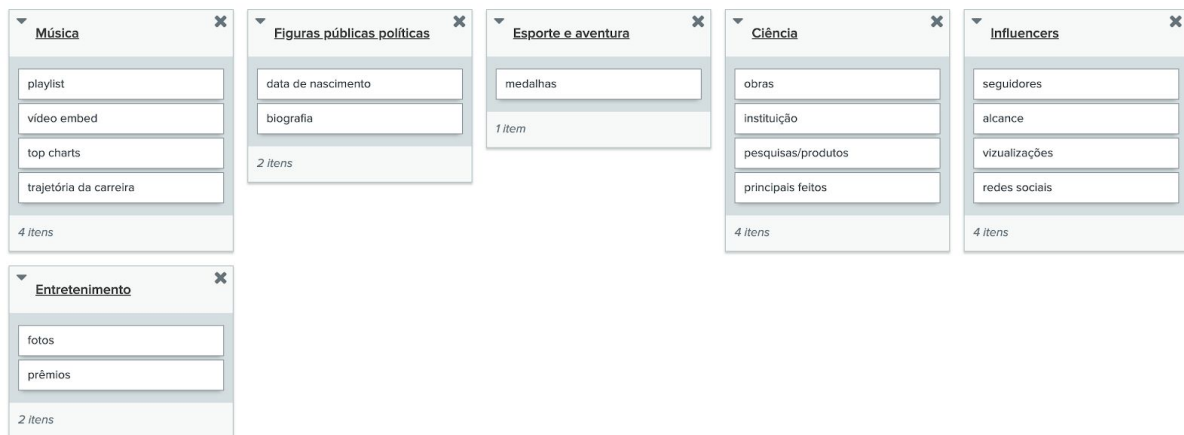 Música
playlist
vídeo embed
top charts
trajetória da carreira
4 itens
Figuras públicas políticas
data de nascimento
biografia
2 itens
Esporte e aventura
medalhas
1 item
Ciência
obras
instituição
pesquisas/produtos
principais feitos
4 itens
Influencers
seguidores
alcance
vizualizações
redes sociais
4 itens
Entretenimento
fotos
prêmios
2 itens